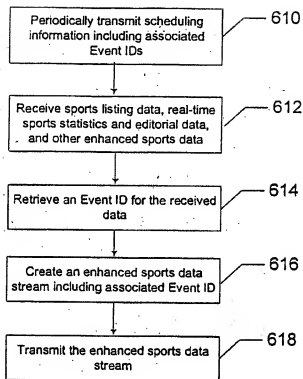 Periodically transmit scheduling
information including associated
Event IDs
610
Receive sports listing data, real-time
sports statistics and editorial data,
and other enhanced sports data
612
Retrieve an Event ID for the received
data
614
Create an enhanced sports data
stream including associated Event ID
616
Transmit the enhanced sports data
stream
618